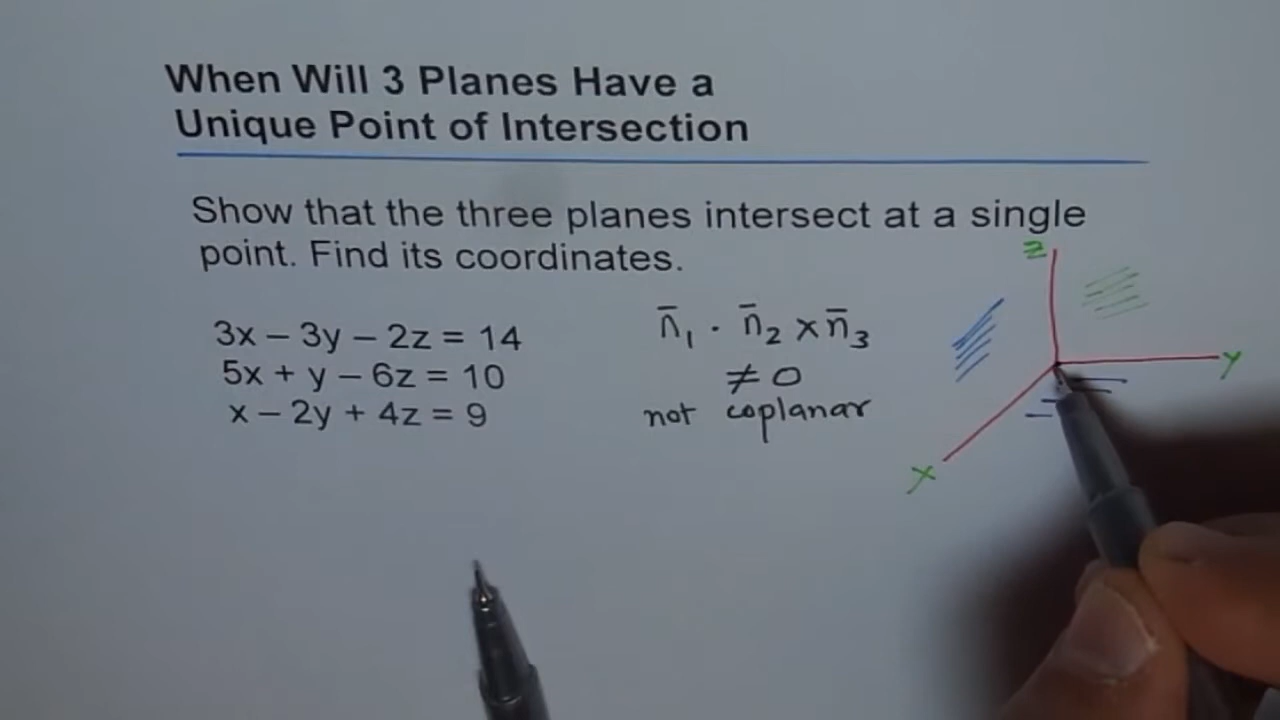 When Will 3 Planes Have a
Unique Point of Intersection
Show that the three planes intersect at a single
point. Find its coordinates.
3x – 3y – 2z = 14
5x + y – 6z = 10
x – 2y + 4z = 9
n̄₁ · n̄₂ × n̄₃
≠ 0
not coplanar
z
y
x